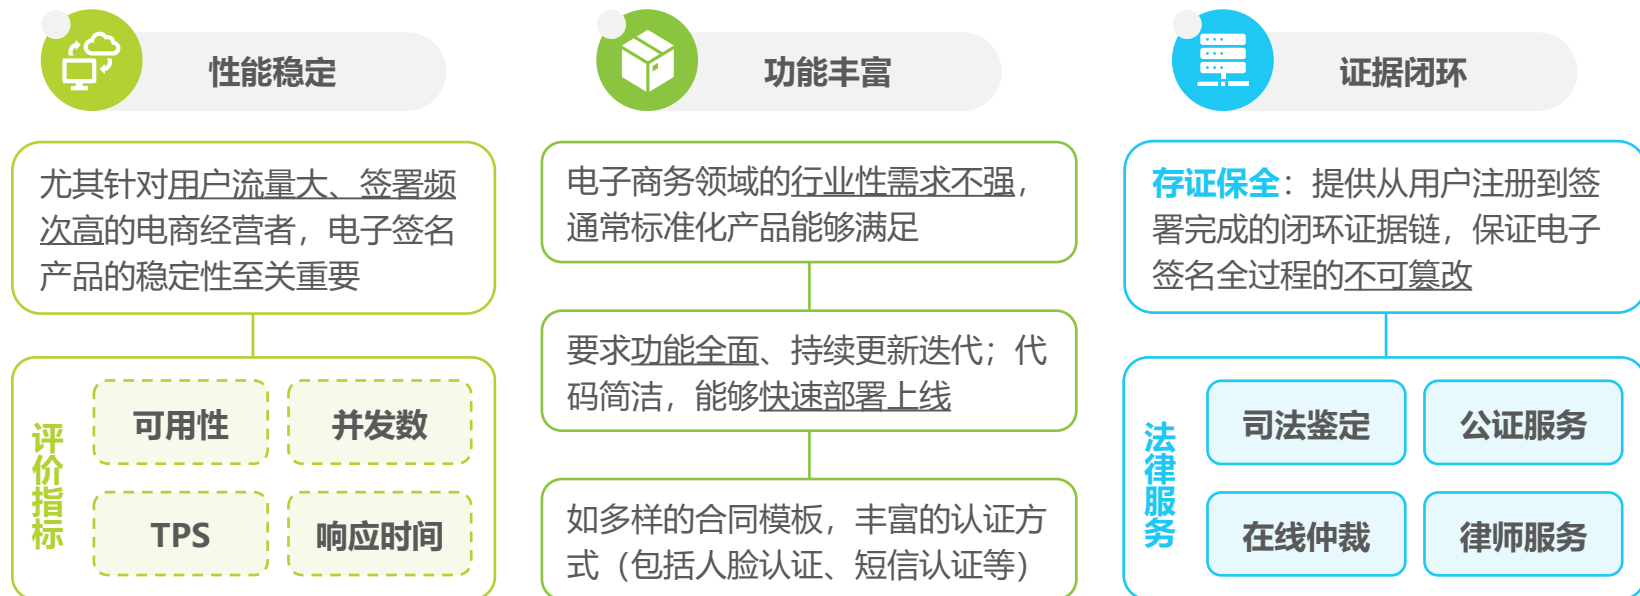 性能稳定
尤其针对用户流量大、签署频
次高的电商经营者，电子签名
产品的稳定性至关重要
评价指标
可用性
并发数
TPS
响应时间
功能丰富
电子商务领域的行业性需求不强，
通常标准化产品能够满足
要求功能全面、持续更新迭代；代
码简洁，能够快速部署上线
如多样的合同模板，丰富的认证方
式（包括人脸认证、短信认证等）
证据闭环
存证保全：提供从用户注册到签
署完成的闭环证据链，保证电子
签名全过程的不可篡改
法律服务
司法鉴定
公证服务
在线仲裁
律师服务